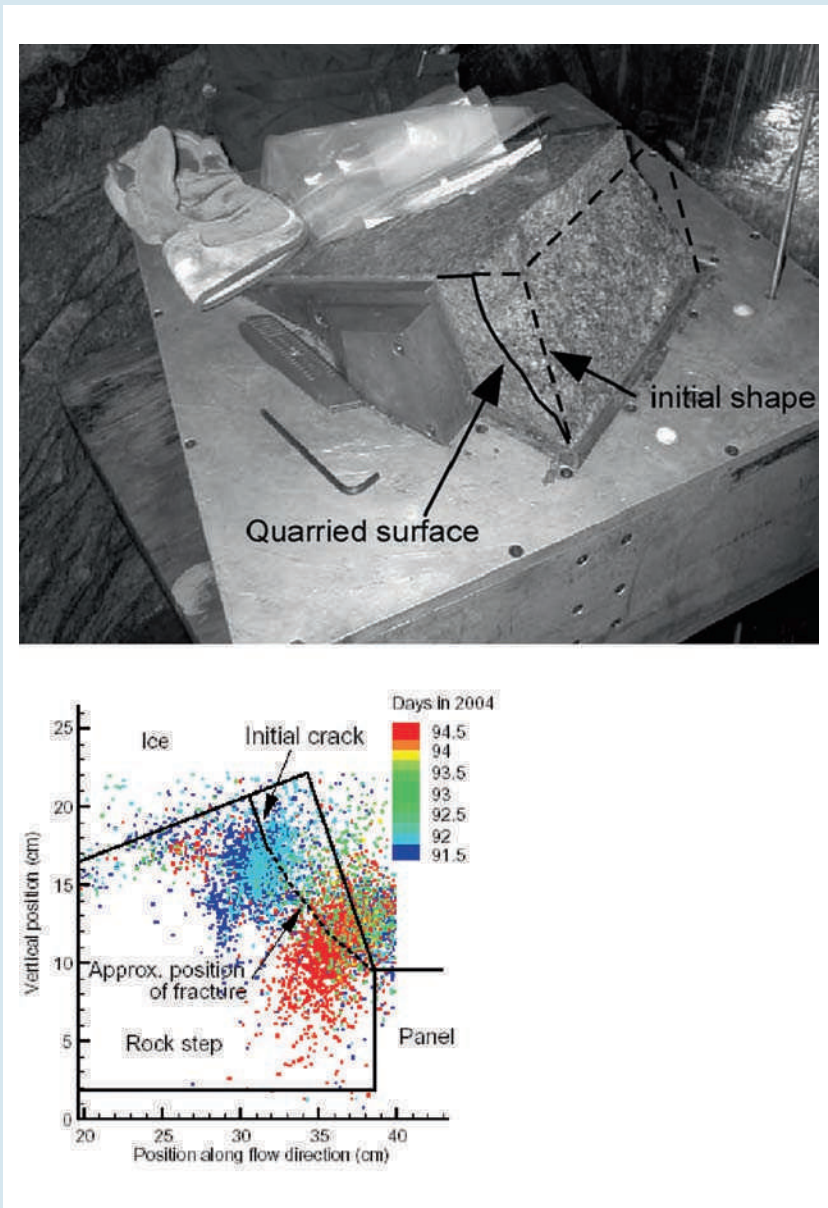 initial shape
Quarried surface
Days in 2004
94.5
94
93.5
93
92.5
92
91.5
Ice
Initial crack
25
20
15
10
5
0
Vertical position (cm)
Approx. position
of fracture
Rock step
Panel
20 25 30 35 40
Position along flow direction (cm)